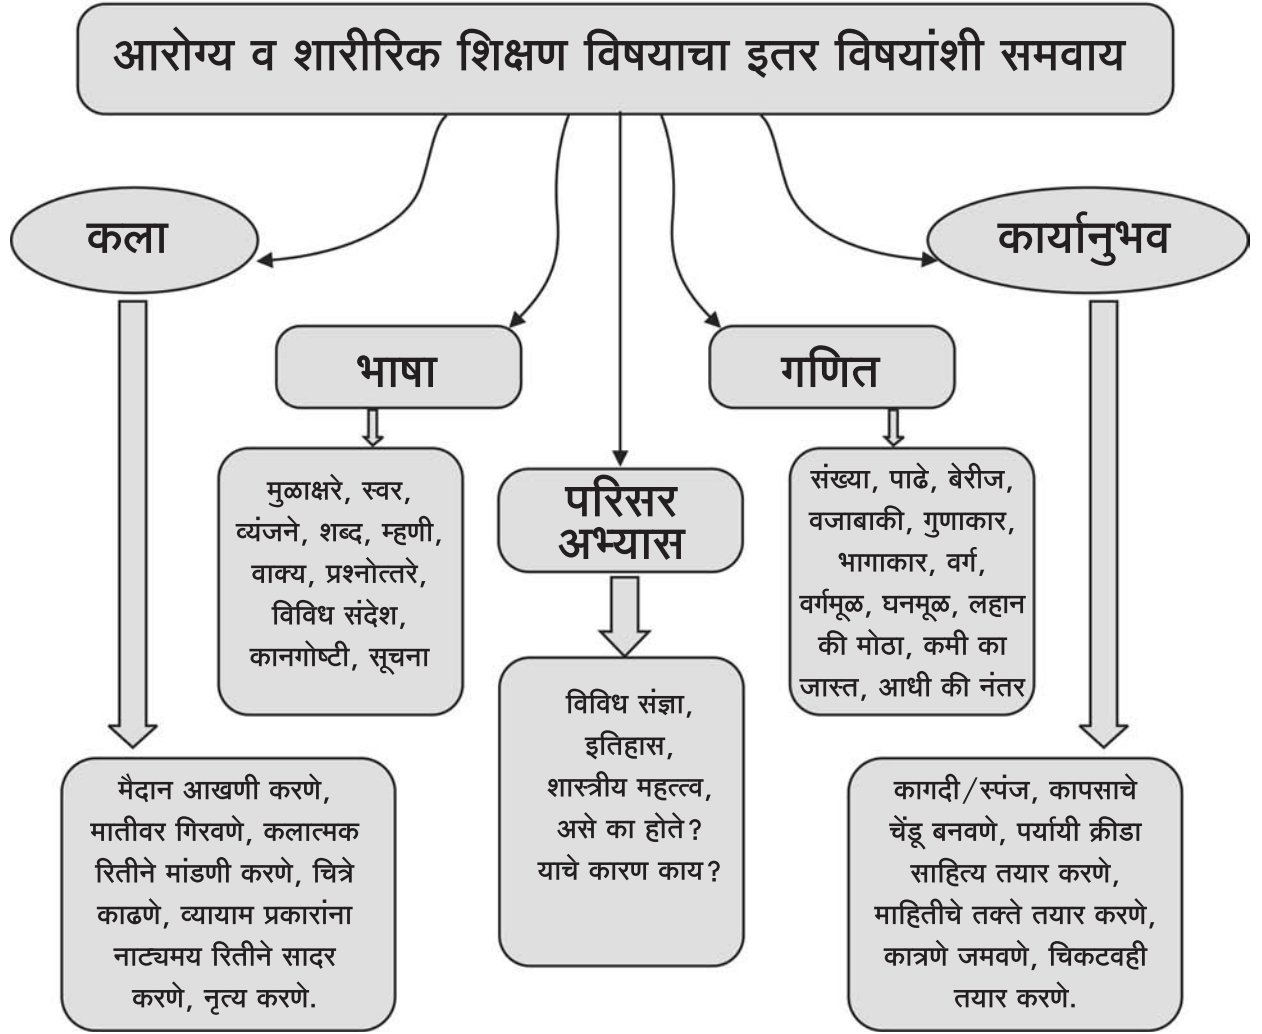 आरोग्य व शारीरिक शिक्षण विषयाचा इतर विषयांशी समवाय
कला
कार्यानुभव
भाषा
गणित
मुळाक्षरे, स्वर,
व्यंजने, शब्द, म्हणी,
वाक्य, प्रश्नोत्तरे,
विविध संदेश,
कानगोष्टी, सूचना
परिसर
अभ्यास
संख्या, पाढे, बेरीज,
वजाबाकी, गुणाकार,
भागाकार, वर्ग,
वर्गमूळ, घनमूळ, लहान
की मोठा, कमी का
जास्त, आधी की नंतर
विविध संज्ञा,
इतिहास,
शास्त्रीय महत्त्व,
असे का होते?
याचे कारण काय?
मैदान आखणी करणे,
मातीवर गिरवणे, कलात्मक
रितीने मांडणी करणे, चित्रे
काढणे, व्यायाम प्रकारांना
नाट्यमय रितीने सादर
करणे, नृत्य करणे.
कागदी/स्पंज, कापसाचे
चेंडू बनवणे, पर्यायी क्रीडा
साहित्य तयार करणे,
माहितीचे तक्ते तयार करणे,
कात्रणे जमवणे, चिकटवही
तयार करणे.